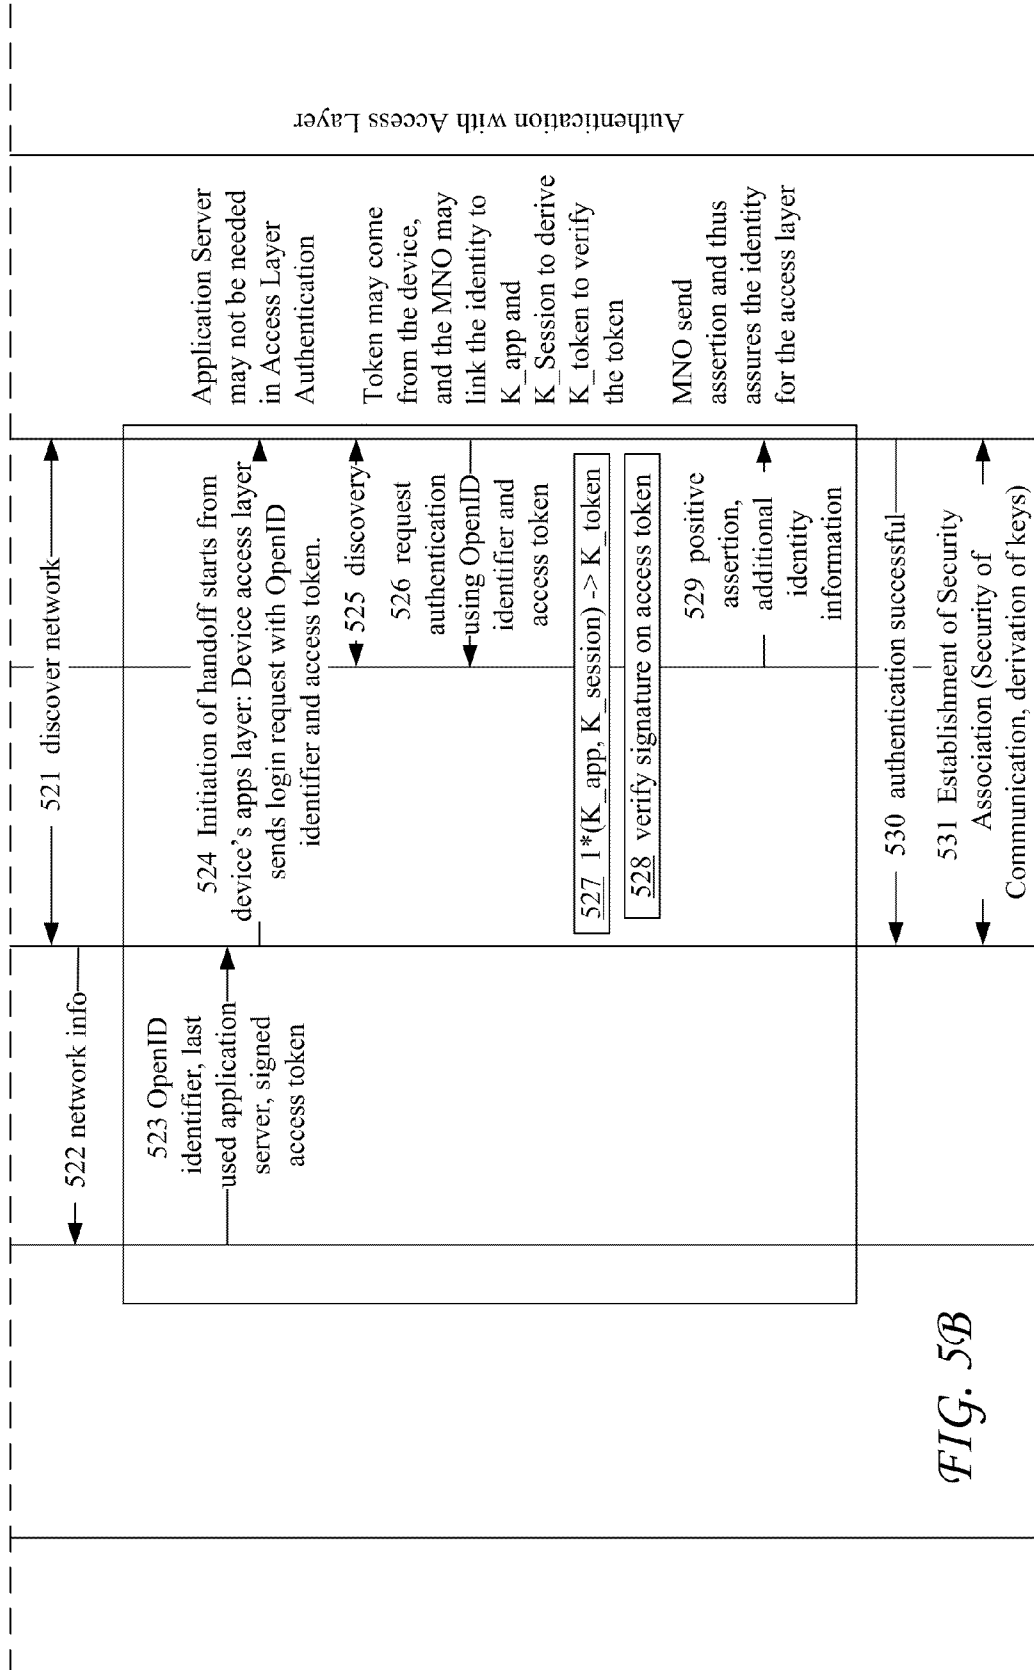 521 discover network
522 network info
523 OpenID
identifier, last
used application
server, signed
access token
524 Initiation of handoff starts from
device's apps layer: Device access layer
sends login request with OpenID
identifier and access token.
Application Server
may not be needed
in Access Layer
Authentication
525 discovery
526 request
authentication
using OpenID
identifier and
access token
Token may come
from the device,
and the MNO may
link the identity to
K_app and
K_Session to derive
K_token to verify
the token
527 1*(K_app, K_session) -> K_token
528 verify signature on access token
529 positive
assertion,
additional
identity
information
MNO send
assertion and thus
assures the identity
for the access layer
530 authentication successful
531 Establishment of Security
Association (Security of
Communication, derivation of keys)
Authentication with Access Layer
FIG. 5B